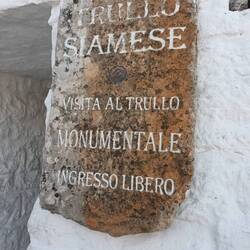 TRULLO
SIAMESE
VISITA AL TRULLO
MONUMENTALE
INGRESSO LIBERO